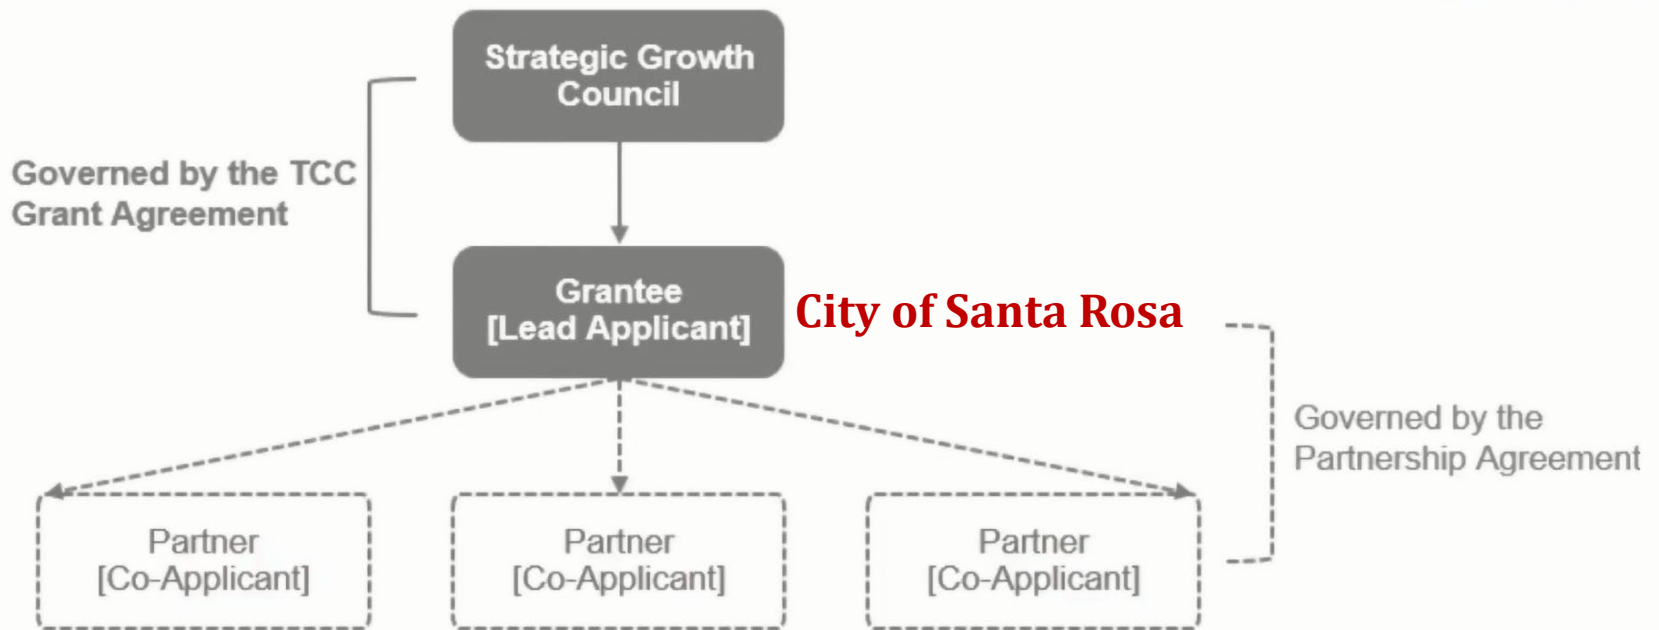 Strategic Growth
Council
Governed by the TCC
Grant Agreement
Grantee
[Lead Applicant]
City of Santa Rosa
Governed by the
Partnership Agreement
Partner
[Co-Applicant]
Partner
[Co-Applicant]
Partner
[Co-Applicant]